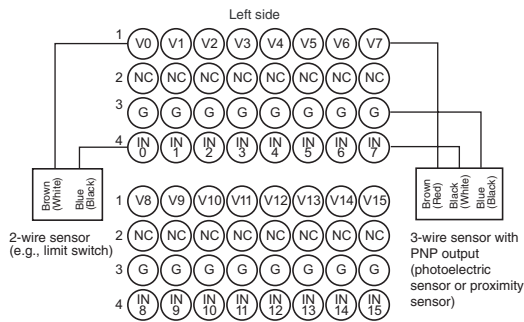 Left side
1 V0 V1 V2 V3 V4 V5 V6 V7
2 NC NC NC NC NC NC NC NC
3 G G G G G G G G
4 IN 0 IN 1 IN 2 IN 3 IN 4 IN 5 IN 6 IN 7
Brown (White)
Blue (Black)
2-wire sensor
(e.g., limit switch)
Brown (Red)
Black (White)
Blue (Black)
3-wire sensor with
PNP output
(photoelectric
sensor or proximity
sensor)
1 V8 V9 V10 V11 V12 V13 V14 V15
2 NC NC NC NC NC NC NC NC
3 G G G G G G G G
4 IN 8 IN 9 IN 10 IN 11 IN 12 IN 13 IN 14 IN 15